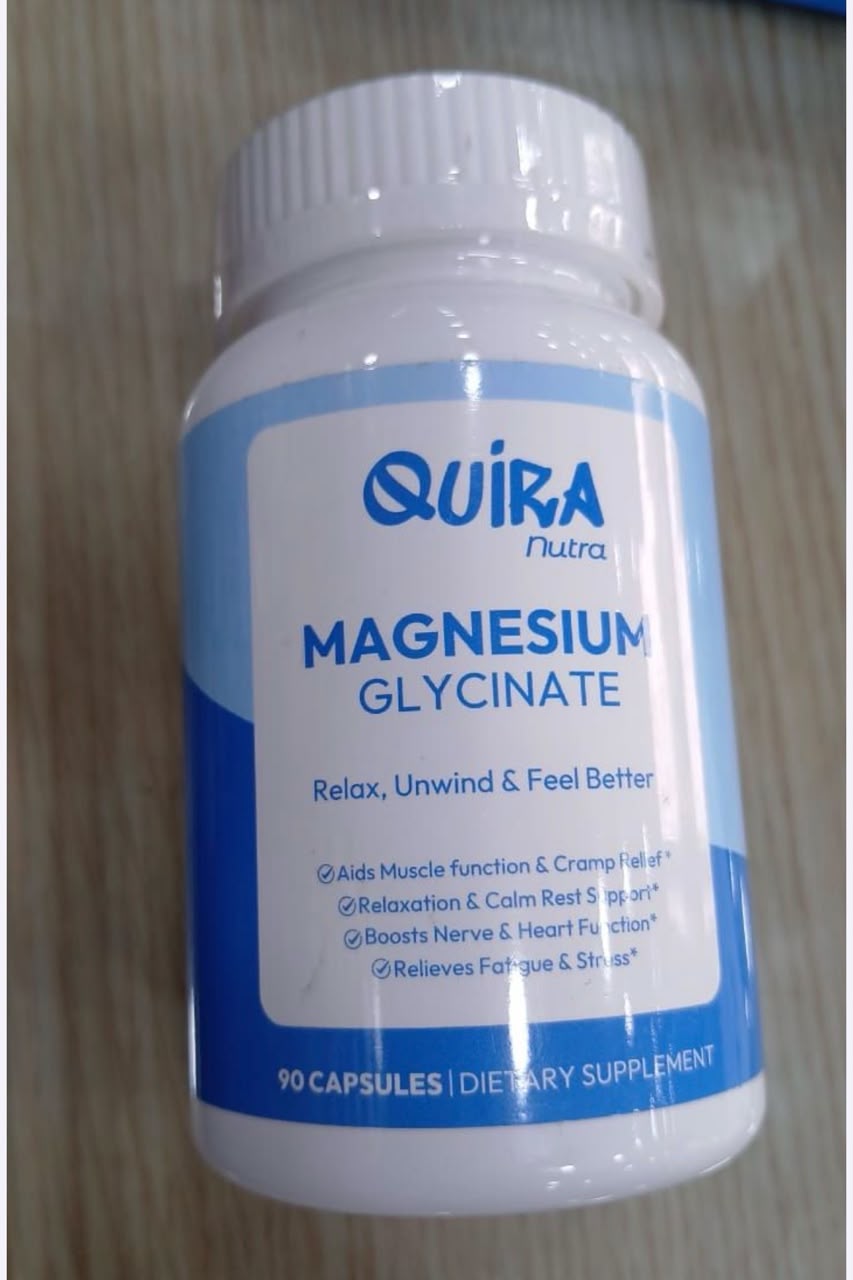 QUiRA
Nutra
MAGNESIUM
GLYCINATE
Relax, Unwind & Feel Better
Aids Muscle function & Cramp Relief*
Relaxation & Calm Rest Support*
Boosts Nerve & Heart Function*
Relieves Fatigue & Stress*
90 CAPSULES | DIETARY SUPPLEMENT